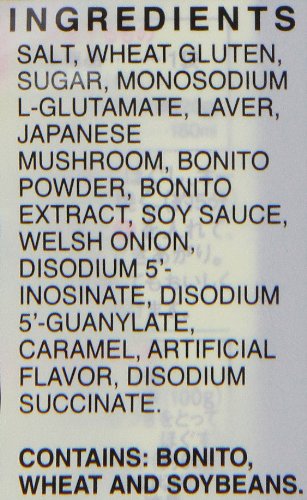 INGREDIENTS
SALT, WHEAT GLUTEN,
SUGAR, MONOSODIUM
L-GLUTAMATE, LAVER,
JAPANESE
MUSHROOM, BONITO
POWDER, BONITO
EXTRACT, SOY SAUCE,
WELSH ONION,
DISODIUM 5'-
INOSINATE, DISODIUM
5'-GUANYLATE,
CARAMEL, ARTIFICIAL
FLAVOR, DISODIUM
SUCCINATE.
CONTAINS: BONITO,
WHEAT AND SOYBEANS.